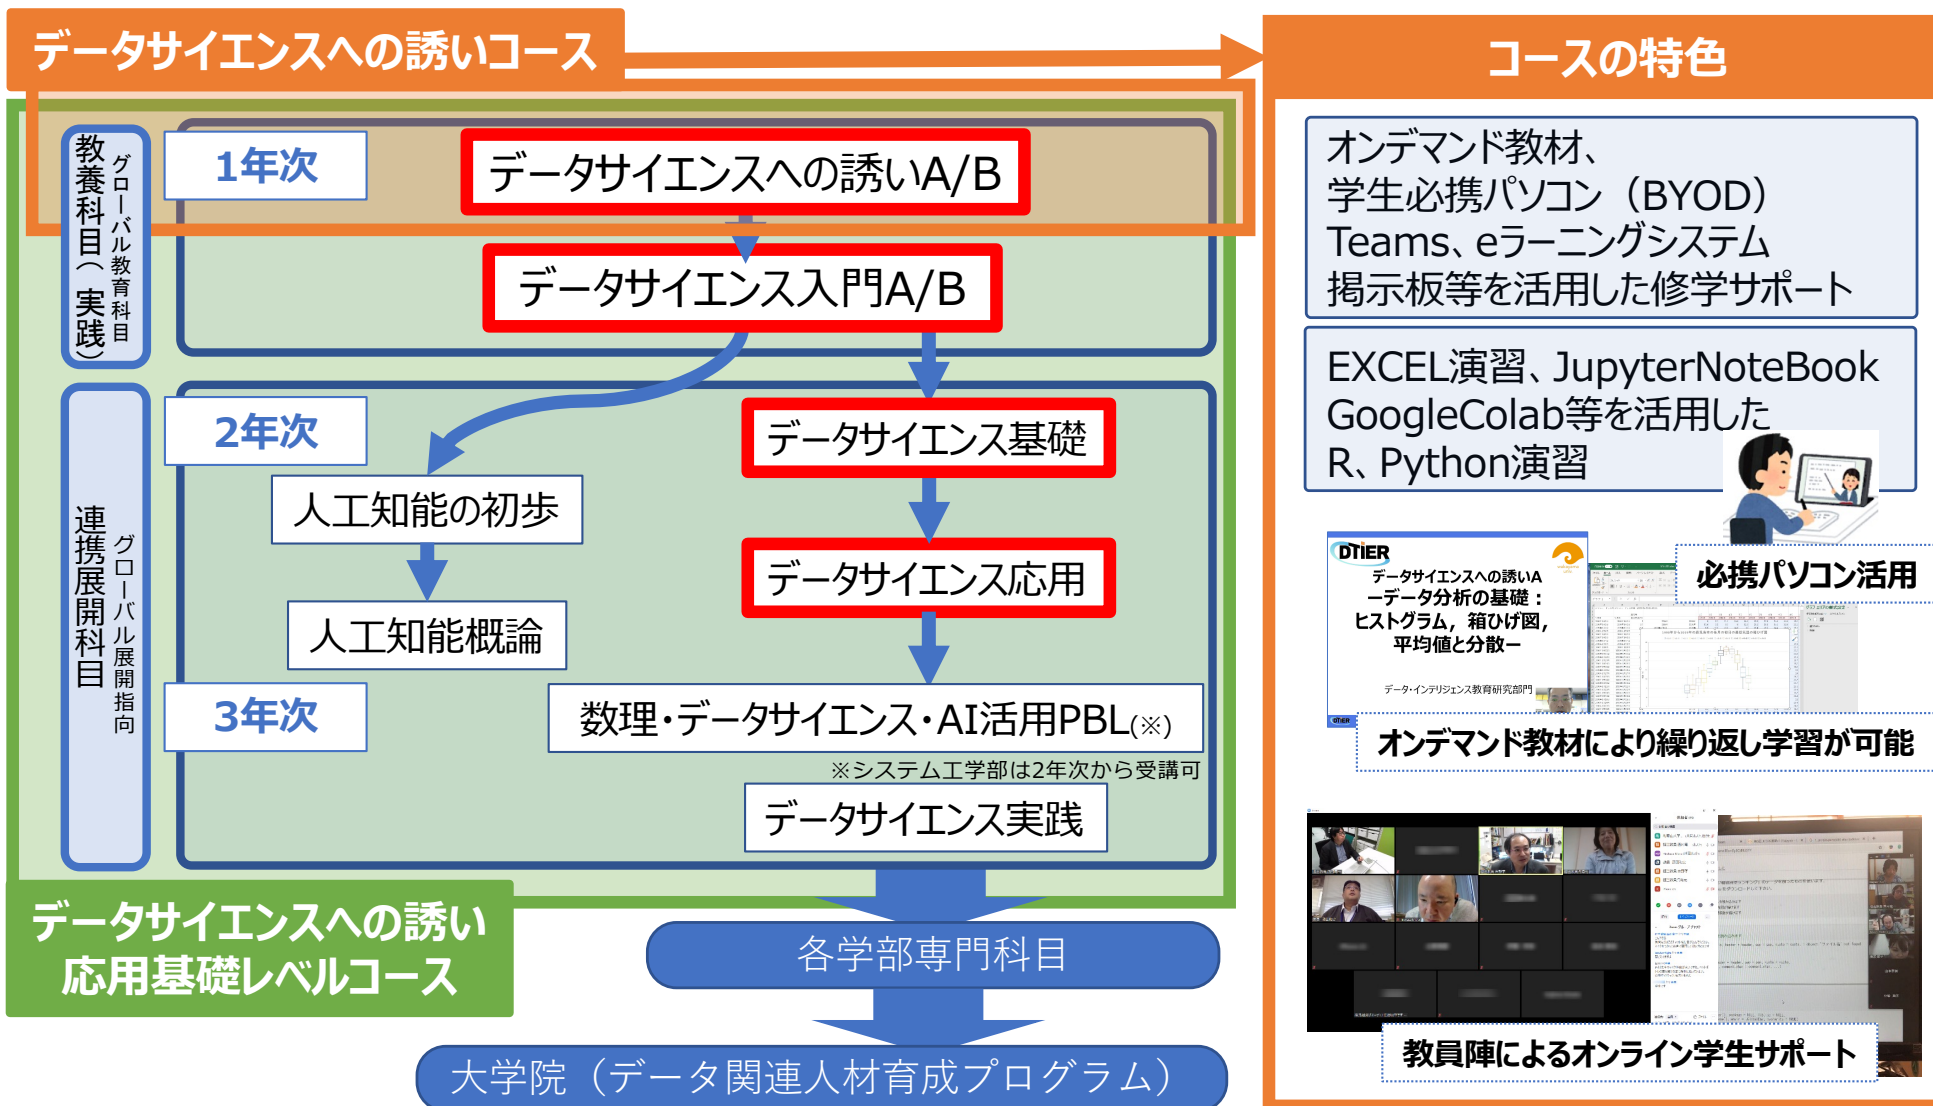 データサイエンスへの誘いコース
教養科目(実践)
グローバル教育科目
1年次
データサイエンスへの誘いA/B
データサイエンス入門A/B
連携展開科目
グローバル展開指向
2年次
データサイエンス基礎
人工知能の初歩
データサイエンス応用
人工知能概論
3年次
数理・データサイエンス・AI活用PBL(※)
※システム工学部は2年次から受講可
データサイエンス実践
データサイエンスへの誘い
応用基礎レベルコース
各学部専門科目
大学院（データ関連人材育成プログラム）
コースの特色
オンデマンド教材、
学生必携パソコン（BYOD）
Teams、eラーニングシステム
掲示板等を活用した修学サポート
EXCEL演習、JupyterNoteBook
GoogleColab等を活用した
R、Python演習
必携パソコン活用
DTIER
データサイエンスへの誘いA
ーデータ分析の基礎：
ヒストグラム，箱ひげ図，
平均値と分散ー
データ・インテリジェンス教育研究部門
DTIER
オンデマンド教材により繰り返し学習が可能
教員陣によるオンライン学生サポート